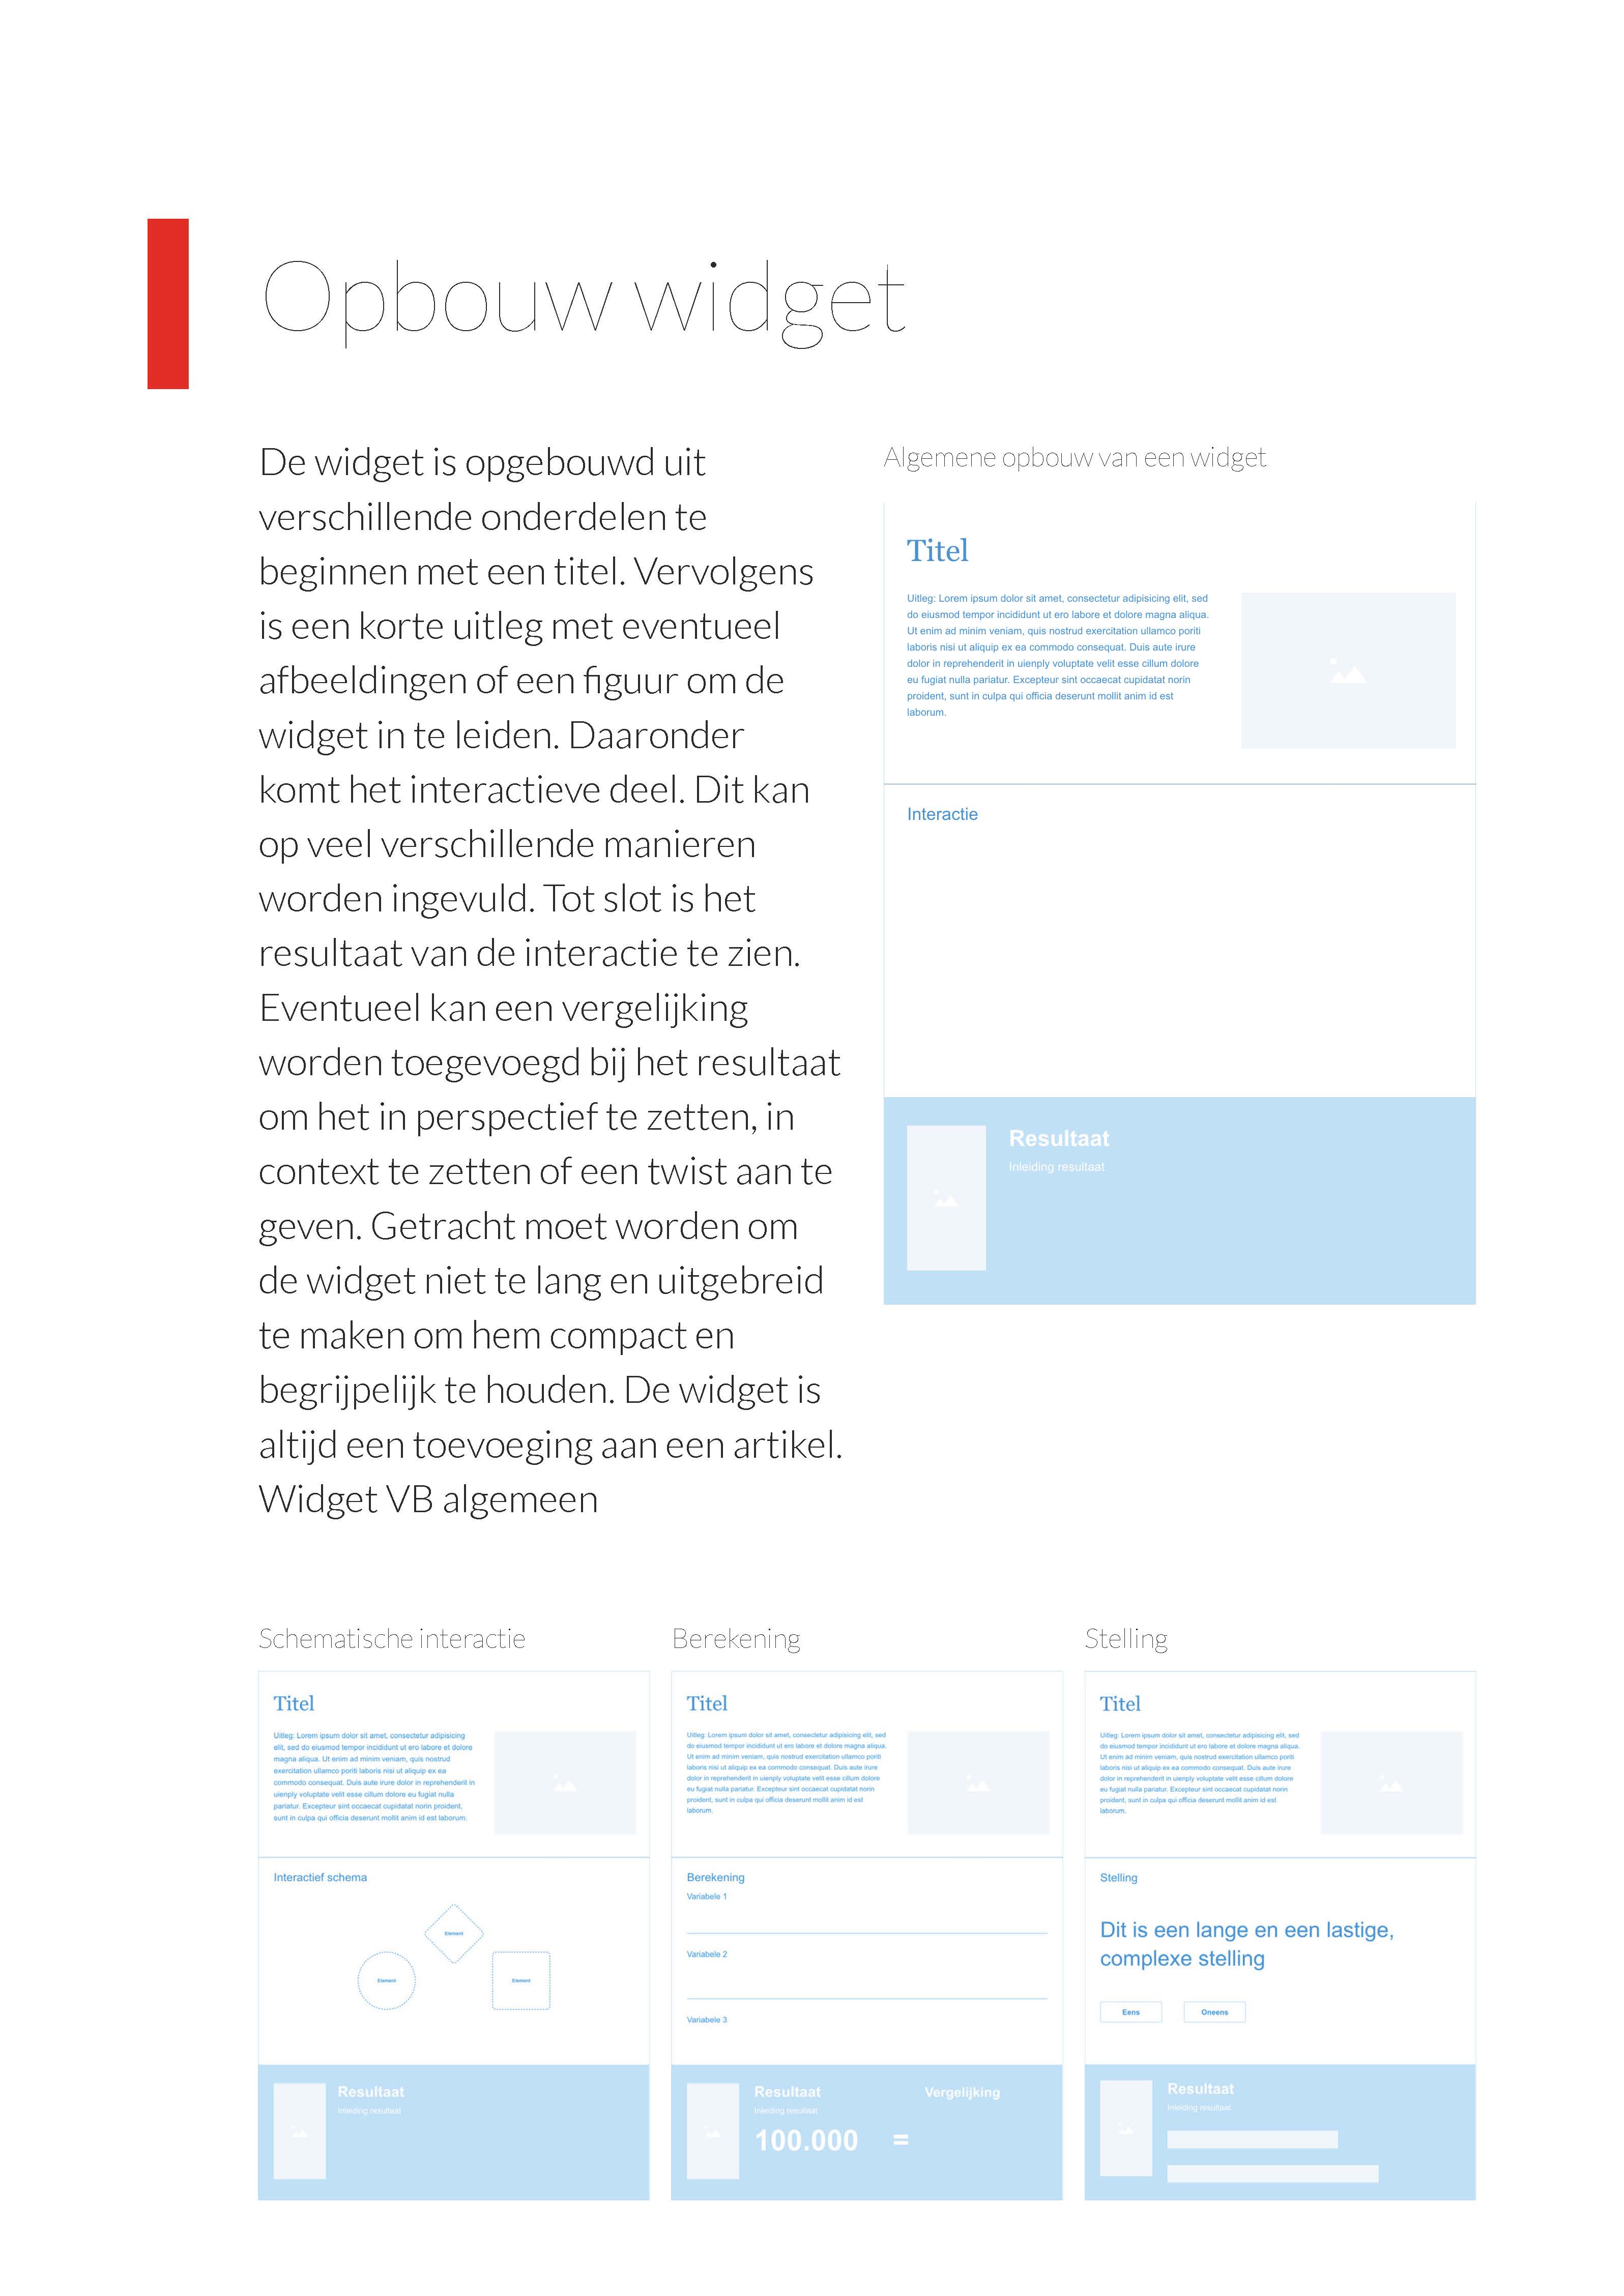 Opbouw widget
De widget is opgebouwd uit
verschillende onderdelen te
beginnen met een titel. Vervolgens
is een korte uitleg met eventueel
afbeeldingen of een figuur om de
widget in te leiden. Daaronder
komt het interactieve deel. Dit kan
op veel verschillende manieren
worden ingevuld. Tot slot is het
resultaat van de interactie te zien.
Eventueel kan een vergelijking
worden toegevoegd bij het resultaat
om het in perspectief te zetten, in
context te zetten of een twist aan te
geven. Getracht moet worden om
de widget niet te lang en uitgebreid
te maken om hem compact en
begrijpelijk te houden. De widget is
altijd een toevoeging aan een artikel.
Widget VB algemeen
Algemene opbouw van een widget
Titel
Uitleg: Lorem ipsum dolor sit amet, consectetur adipisicing elit, sed
do eiusmod tempor incididunt ut ero labore et dolore magna aliqua.
Ut enim ad minim veniam, quis nostrud exercitation ullamco poriti
laboris nisi ut aliquip ex ea commodo consequat. Duis aute irure
dolor in reprehenderit in uienply voluptate velit esse cillum dolore
eu fugiat nulla pariatur. Excepteur sint occaecat cupidatat norin
proident, sunt in culpa qui officia deserunt mollit anim id est
laborum.
Interactie
Resultaat
Inleiding resultaat
Schematische interactie
Titel
Uitleg: Lorem ipsum dolor sit amet, consectetur adipisicing
elit, sed do eiusmod tempor incididunt ut ero labore et dolore
magna aliqua. Ut enim ad minim veniam, quis nostrud
exercitation ullamco poriti laboris nisi ut aliquip ex ea
commodo consequat. Duis aute irure dolor in reprehenderit in
uienply voluptate velit esse cillum dolore eu fugiat nulla
pariatur. Excepteur sint occaecat cupidatat norin proident,
sunt in culpa qui officia deserunt mollit anim id est laborum.
Interactief schema
Element
Element
Element
Resultaat
Inleiding resultaat
Berekening
Titel
Uitleg: Lorem ipsum dolor sit amet, consectetur adipisicing elit, sed
do eiusmod tempor incididunt ut ero labore et dolore magna aliqua.
Ut enim ad minim veniam, quis nostrud exercitation ullamco poriti
laboris nisi ut aliquip ex ea commodo consequat. Duis aute irure
dolor in reprehenderit in uienply voluptate velit esse cillum dolore
eu fugiat nulla pariatur. Excepteur sint occaecat cupidatat norin
proident, sunt in culpa qui officia deserunt mollit anim id est
laborum.
Berekening
Variabele 1
Variabele 2
Variabele 3
Resultaat
Inleiding resultaat
100.000
=
Vergelijking
Stelling
Titel
Uitleg: Lorem ipsum dolor sit amet, consectetur adipisicing elit, sed
do eiusmod tempor incididunt ut ero labore et dolore magna aliqua.
Ut enim ad minim veniam, quis nostrud exercitation ullamco poriti
laboris nisi ut aliquip ex ea commodo consequat. Duis aute irure
dolor in reprehenderit in uienply voluptate velit esse cillum dolore
eu fugiat nulla pariatur. Excepteur sint occaecat cupidatat norin
proident, sunt in culpa qui officia deserunt mollit anim id est
laborum.
Stelling
Dit is een lange en een lastige,
complexe stelling
Eens
Oneens
Resultaat
Inleiding resultaat